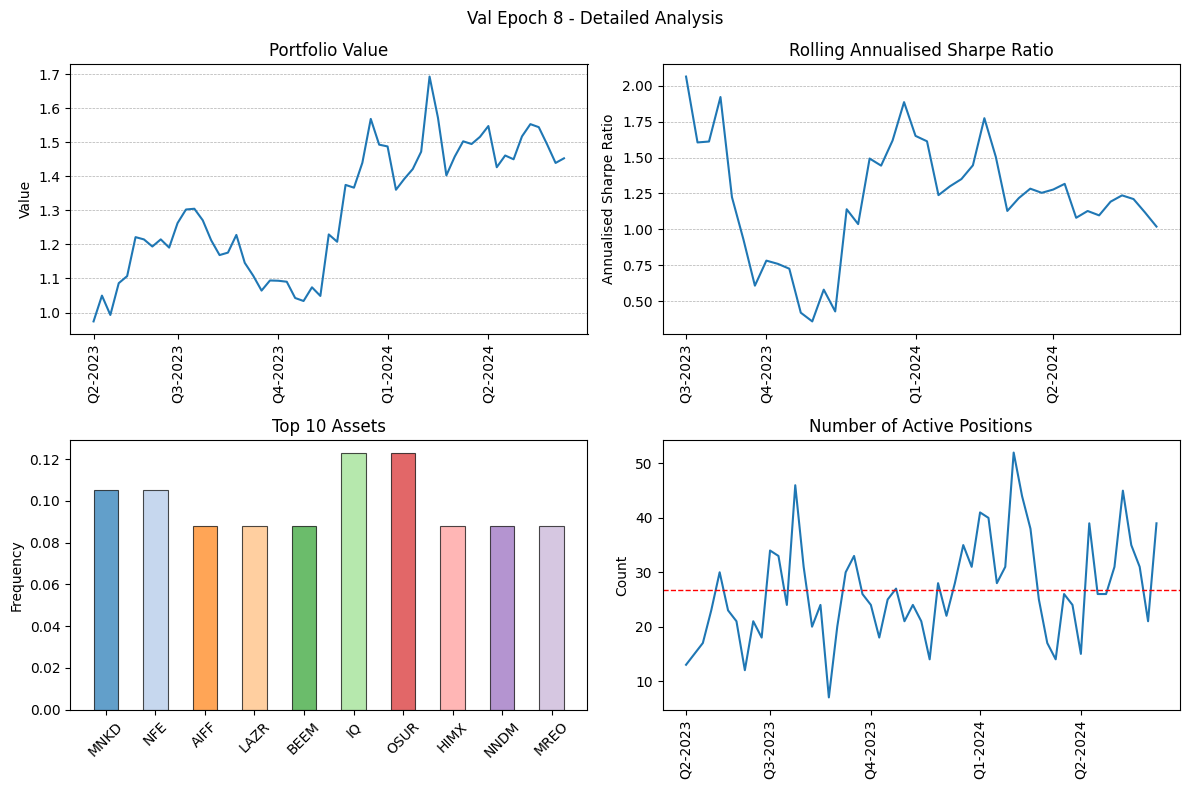 Val Epoch 8 - Detailed Analysis
Portfolio Value
Value
1.7
1.6
1.5
1.4
1.3
1.2
1.1
1.0
Q2-2023
Q3-2023
Q4-2023
Q1-2024
Q2-2024
Rolling Annualised Sharpe Ratio
Annualised Sharpe Ratio
2.00
1.75
1.50
1.25
1.00
0.75
0.50
Q3-2023
Q4-2023
Q1-2024
Q2-2024
Top 10 Assets
Frequency
0.12
0.10
0.08
0.06
0.04
0.02
0.00
MNKD
NFE
AIFF
LAZR
BEEM
IQ
OSUR
HIMX
NNDM
MREO
Number of Active Positions
Count
50
40
30
20
10
Q2-2023
Q3-2023
Q4-2023
Q1-2024
Q2-2024